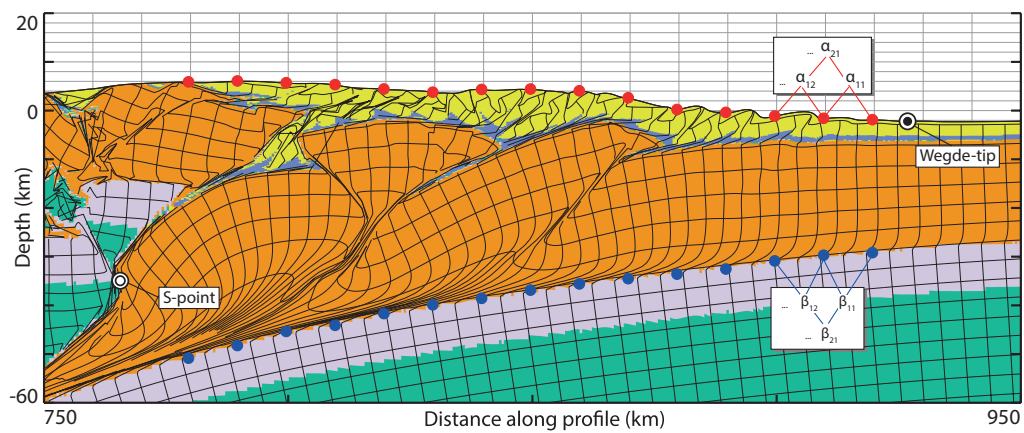 20
0
-60
Depth (km)
... α21
... α12 α11
Wegde-tip
S-point
... β12 β11
... β21
750
Distance along profile (km)
950